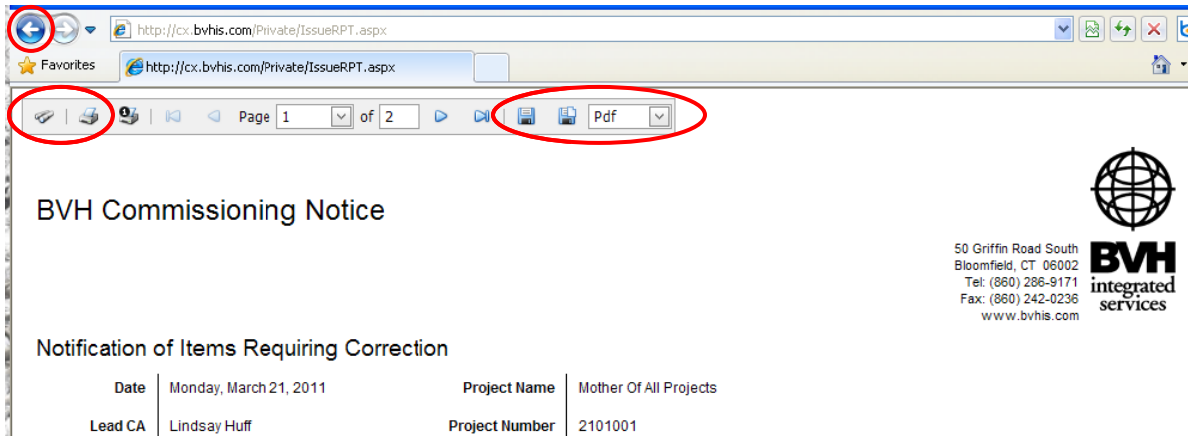 http://cx.bvhis.com/Private/IssueRPT.aspx
Favorites http://cx.bvhis.com/Private/IssueRPT.aspx
Page 1 of 2 Pdf
BVH Commissioning Notice
50 Griffin Road South
Bloomfield, CT 06002
Tel: (860) 286-9171
Fax: (860) 242-0236
www.bvhis.com
BVH
integrated
services
Notification of Items Requiring Correction
Date Monday, March 21, 2011 Project Name Mother Of All Projects
Lead CA Lindsay Huff Project Number 2101001